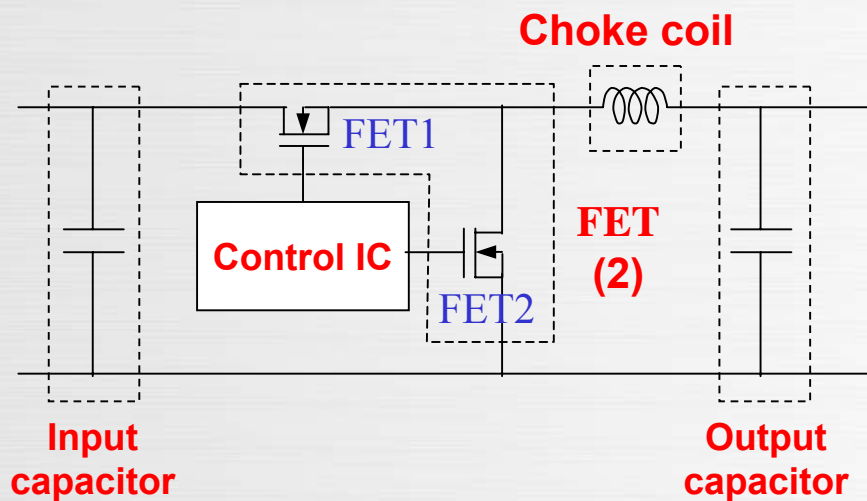 Choke coil
FET1
Control IC
FET
(2)
FET2
Input
capacitor
Output
capacitor